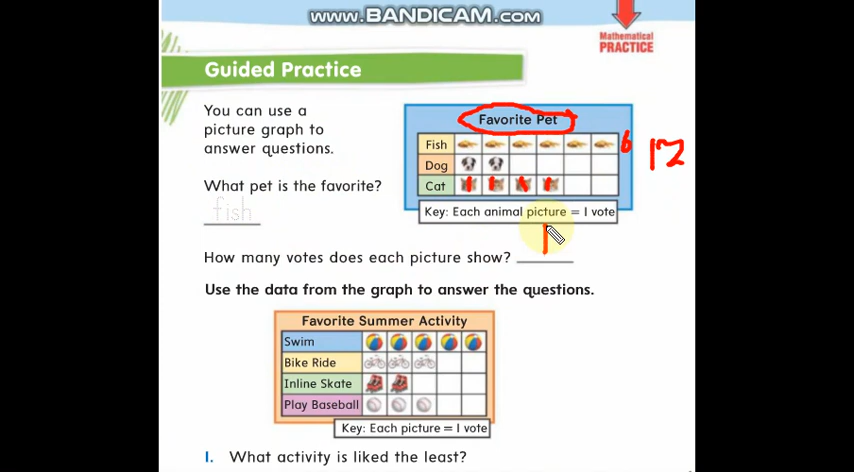 www.BANDICAM.com
Mathematical
PRACTICE
Guided Practice
You can use a
picture graph to
answer questions.
What pet is the favorite?
fish
Favorite Pet
Fish 6
Dog
Cat
12
Key: Each animal picture = 1 vote
How many votes does each picture show? 1
Use the data from the graph to answer the questions.
Favorite Summer Activity
Swim
Bike Ride
Inline Skate
Play Baseball
Key: Each picture = 1 vote
1. What activity is liked the least?